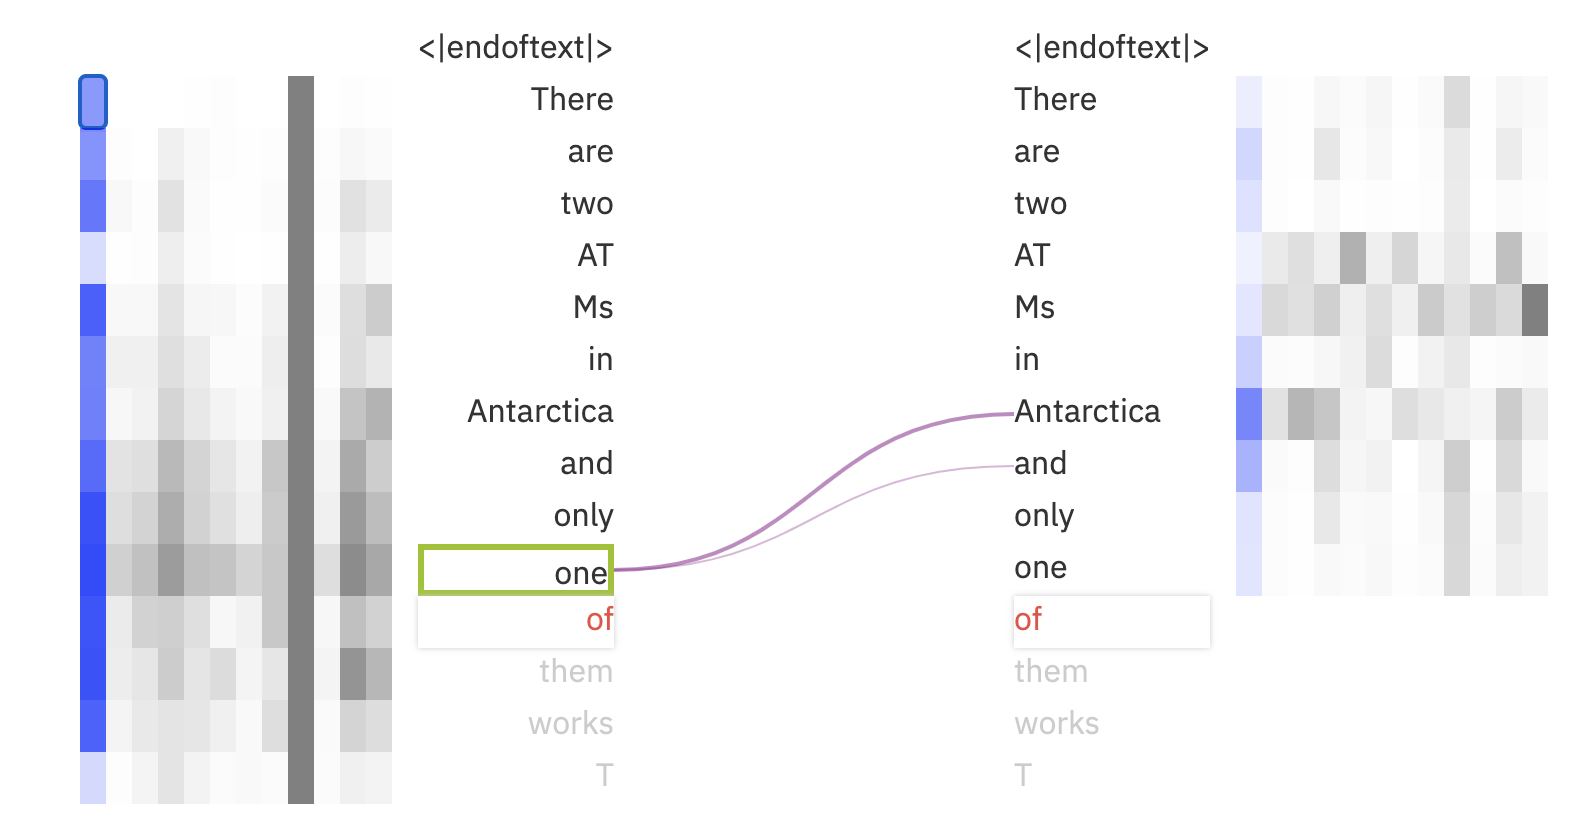 <|endoftext|> <|endoftext|>
There There
are are
two two
AT AT
Ms Ms
in in
Antarctica Antarctica
and and
only only
one one
of of
them them
works works
T T